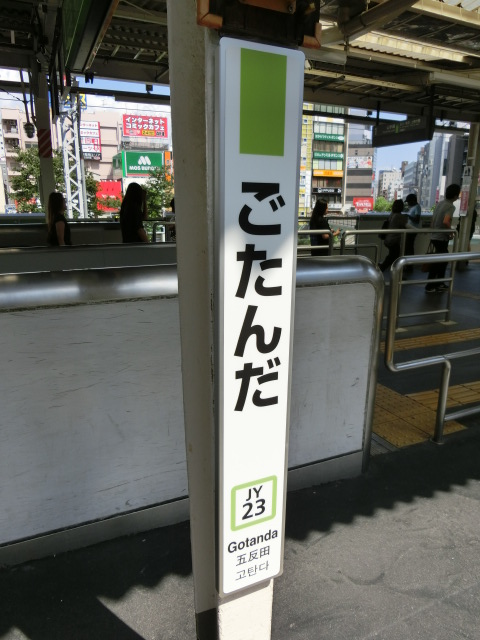 ごたんだ
JY
23
Gotanda
五反田
고탄다
インターネット
コミックカフェ
MOS BURGER